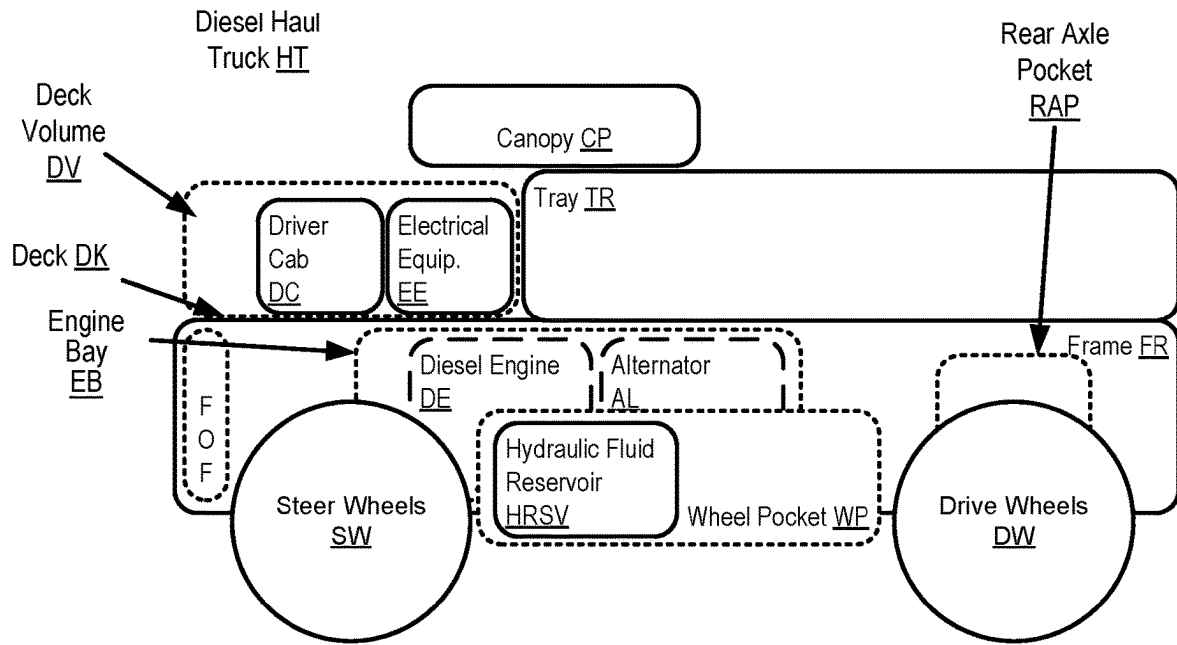 Diesel Haul
Truck HT
Rear Axle
Pocket
RAP
Deck
Volume
DV
Canopy CP
Tray TR
Driver
Cab
DC
Electrical
Equip.
EE
Deck DK
Engine
Bay
EB
Frame FR
Diesel Engine
DE
Alternator
AL
F
O
F
Hydraulic Fluid
Reservoir
HRSV
Wheel Pocket WP
Steer Wheels
SW
Drive Wheels
DW